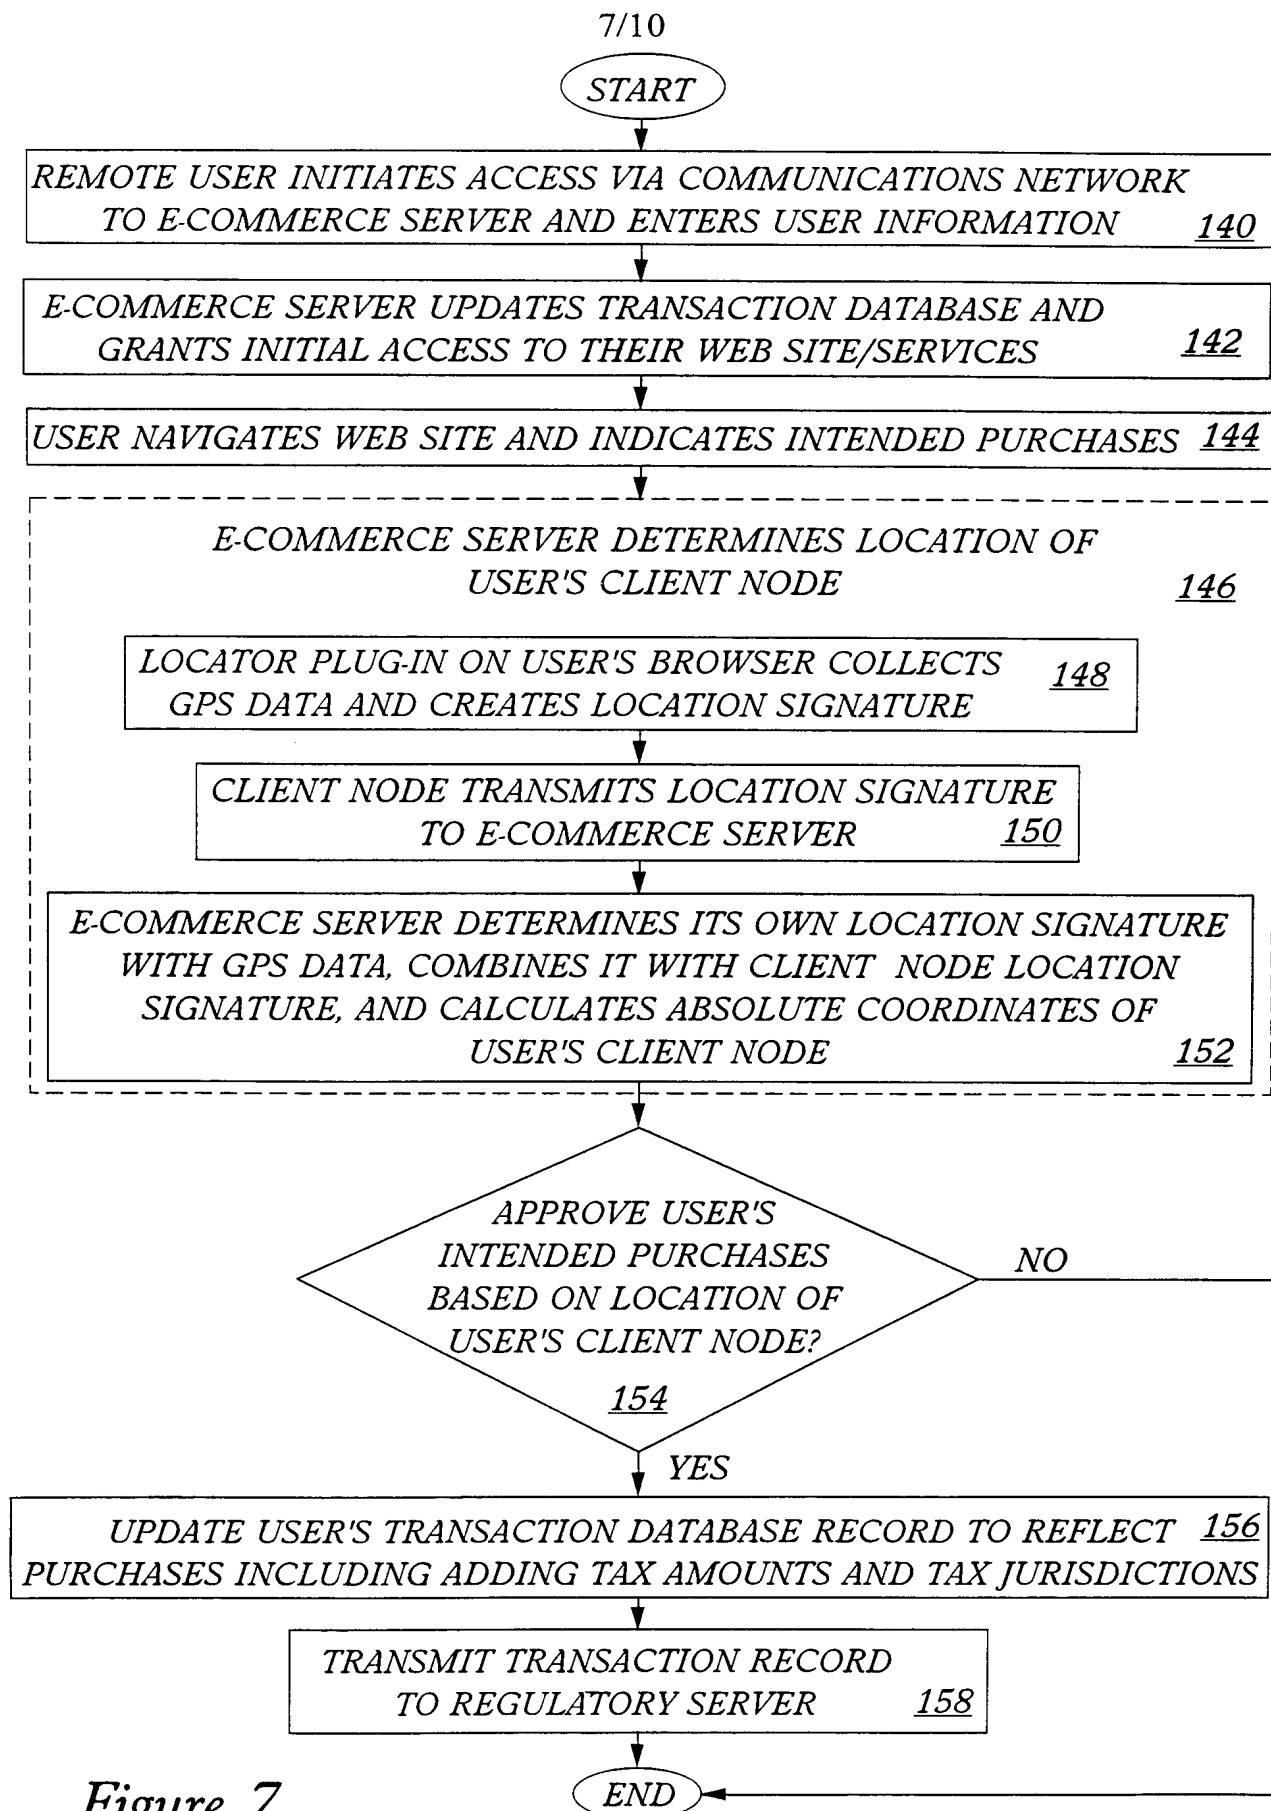 7/10
START
REMOTE USER INITIATES ACCESS VIA COMMUNICATIONS NETWORK
TO E-COMMERCE SERVER AND ENTERS USER INFORMATION 140
E-COMMERCE SERVER UPDATES TRANSACTION DATABASE AND
GRANTS INITIAL ACCESS TO THEIR WEB SITE/SERVICES 142
USER NAVIGATES WEB SITE AND INDICATES INTENDED PURCHASES 144
E-COMMERCE SERVER DETERMINES LOCATION OF
USER'S CLIENT NODE 146
LOCATOR PLUG-IN ON USER'S BROWSER COLLECTS 148
GPS DATA AND CREATES LOCATION SIGNATURE
CLIENT NODE TRANSMITS LOCATION SIGNATURE
TO E-COMMERCE SERVER 150
E-COMMERCE SERVER DETERMINES ITS OWN LOCATION SIGNATURE
WITH GPS DATA, COMBINES IT WITH CLIENT NODE LOCATION
SIGNATURE, AND CALCULATES ABSOLUTE COORDINATES OF
USER'S CLIENT NODE 152
APPROVE USER'S
INTENDED PURCHASES
BASED ON LOCATION OF
USER'S CLIENT NODE?
154
NO
YES
UPDATE USER'S TRANSACTION DATABASE RECORD TO REFLECT 156
PURCHASES INCLUDING ADDING TAX AMOUNTS AND TAX JURISDICTIONS
TRANSMIT TRANSACTION RECORD
TO REGULATORY SERVER 158
END
Figure 7